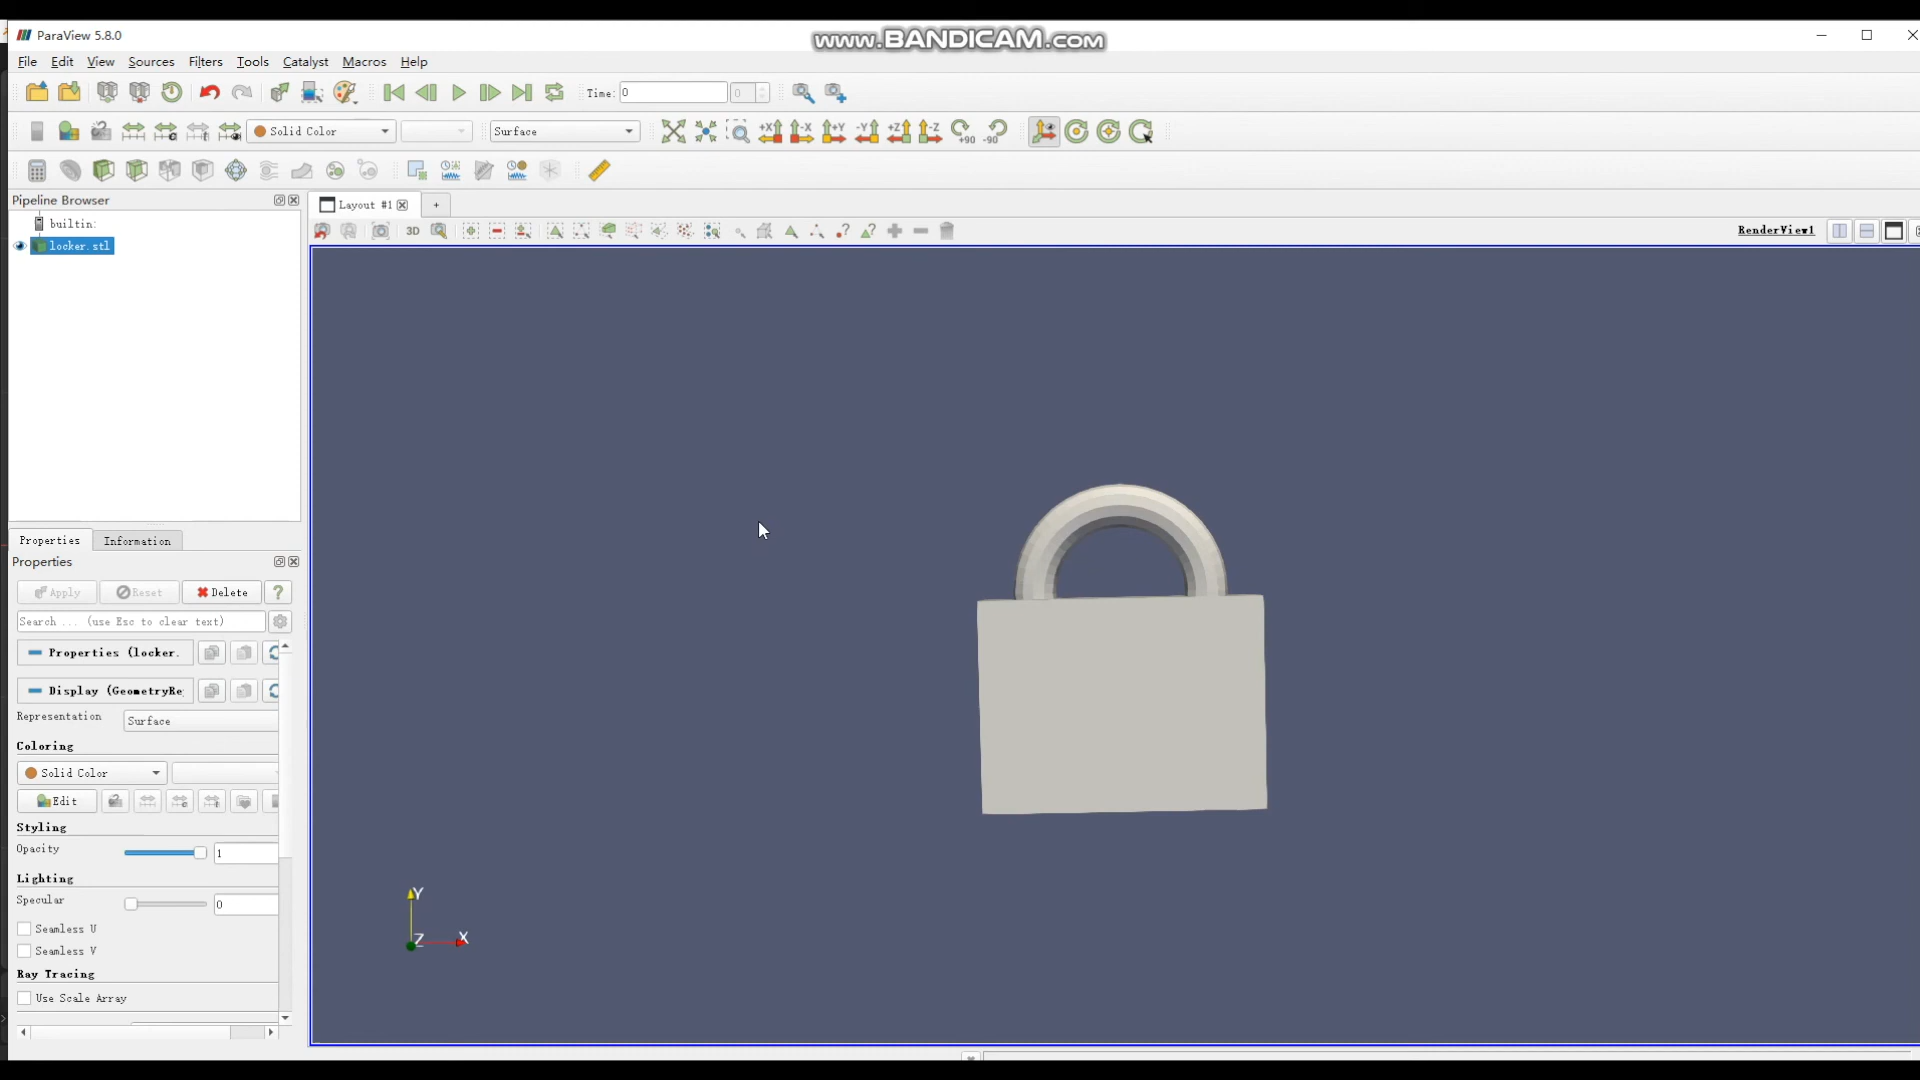 ParaView 5.8.0
www.BANDICAM.com
File Edit View Sources Filters Tools Catalyst Macros Help
Time: 0 0
Solid Color Surface
+X -X +Y -Y +Z -Z +90 -90
Pipeline Browser
Layout #1 +
builtin:
3D
RenderView1
locker.stl
Properties Information
Properties
Apply Reset Delete ?
Search ... (use Esc to clear text)
Properties (locker.
Display (GeometryRe
Representation Surface
Coloring
Solid Color
Edit
Styling
Opacity 1
Lighting
Specular 0
Seamless U
Seamless V
Ray Tracing
Use Scale Array
Y
Z X